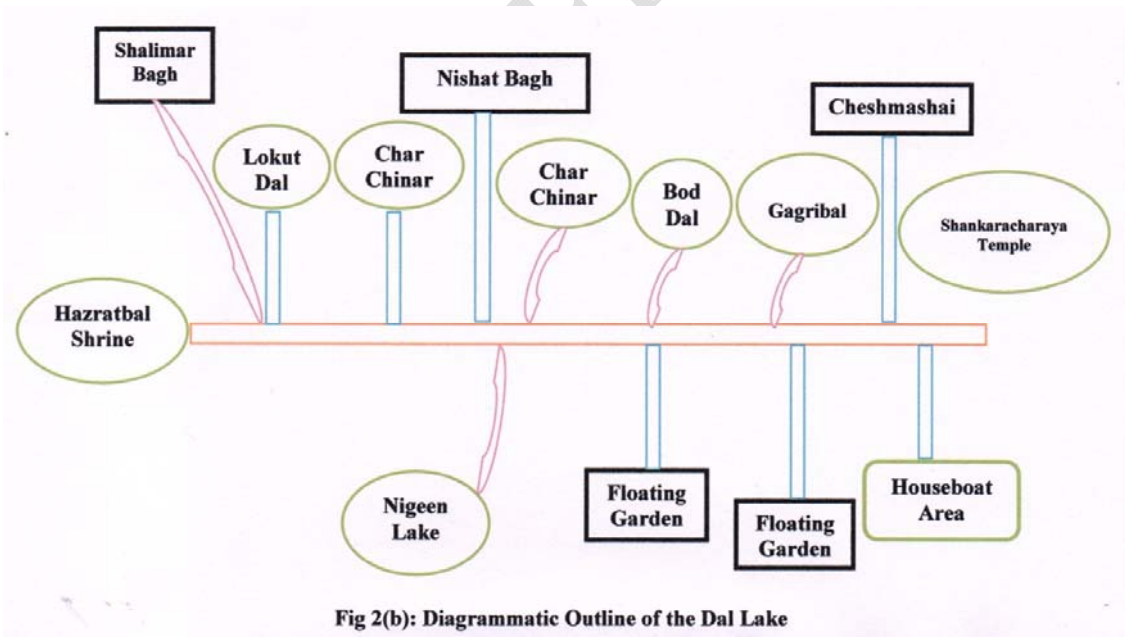 Shalimar
Bagh
Nishat Bagh
Cheshmashai
Lokut
Dal
Char
Chinar
Char
Chinar
Bod
Dal
Gagribal
Shankaracharaya
Temple
Hazratbal
Shrine
Nigeen
Lake
Floating
Garden
Floating
Garden
Houseboat
Area
Fig 2(b): Diagrammatic Outline of the Dal Lake